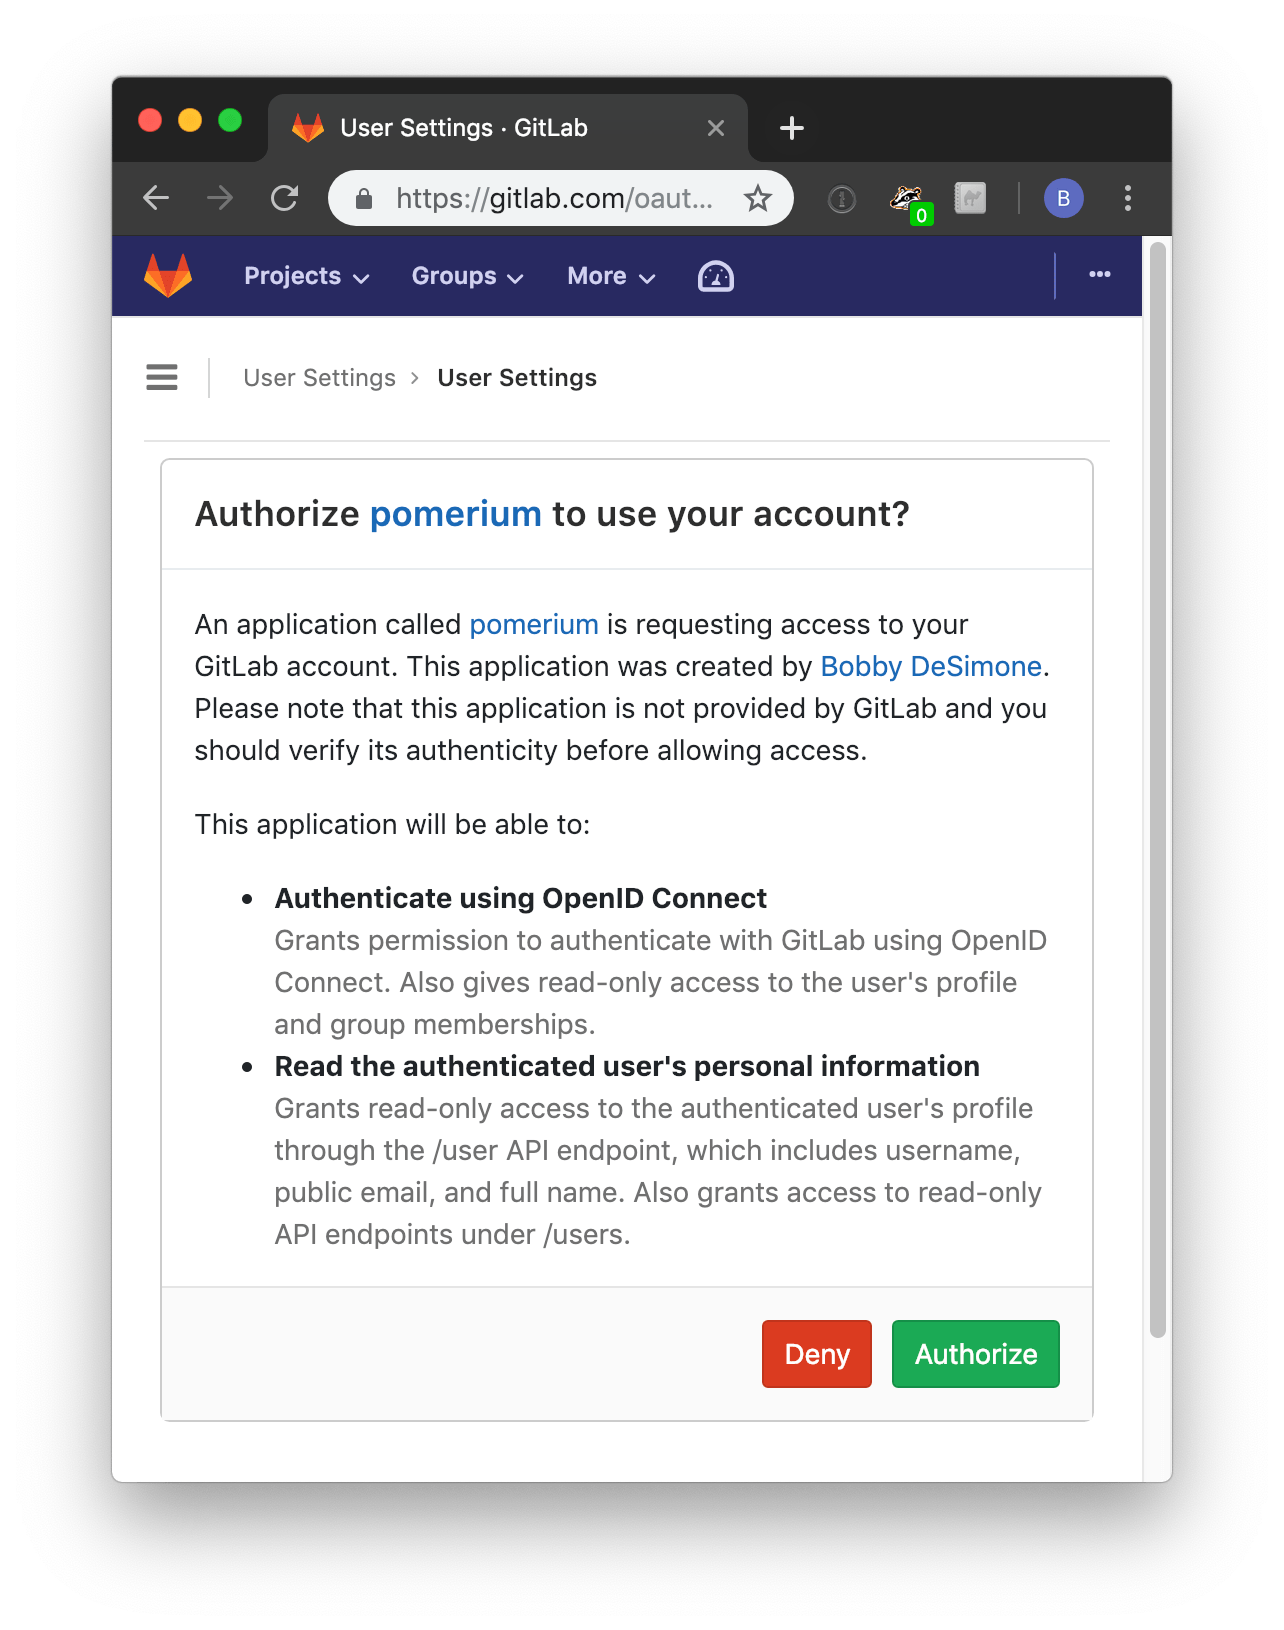 User Settings · GitLab
https://gitlab.com/oaut...
0
B
Projects
Groups
More
User Settings › User Settings
Authorize pomerium to use your account?
An application called pomerium is requesting access to your
GitLab account. This application was created by Bobby DeSimone.
Please note that this application is not provided by GitLab and you
should verify its authenticity before allowing access.
This application will be able to:
• Authenticate using OpenID Connect
Grants permission to authenticate with GitLab using OpenID
Connect. Also gives read-only access to the user's profile
and group memberships.
• Read the authenticated user's personal information
Grants read-only access to the authenticated user's profile
through the /user API endpoint, which includes username,
public email, and full name. Also grants access to read-only
API endpoints under /users.
Deny
Authorize